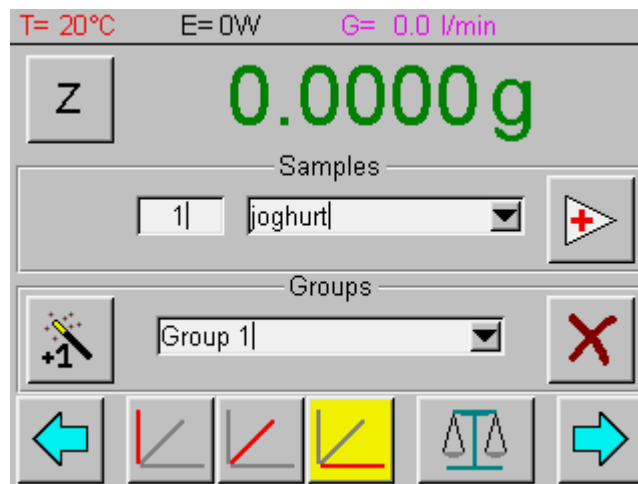 T= 20°C E= 0W G= 0.0 l/min
Z 0.0000 g
Samples
1 joghurt
Groups
+1 Group 1